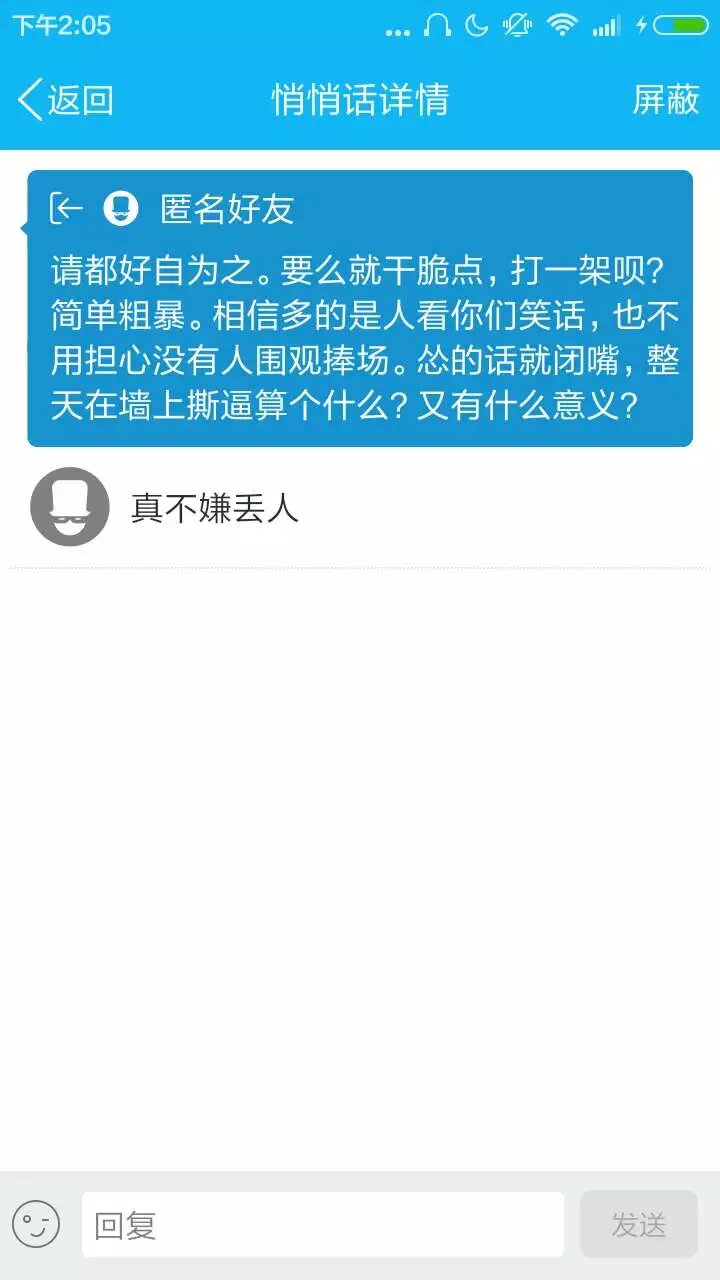 下午2:05
返回
悄悄话详情
屏蔽
匿名好友
请都好自为之。要么就干脆点，打一架呗？
简单粗暴。相信多的是人看你们笑话，也不
用担心没有人围观捧场。怂的话就闭嘴，整
天在墙上撕逼算个什么？又有什么意义？
真不嫌丢人
回复
发送